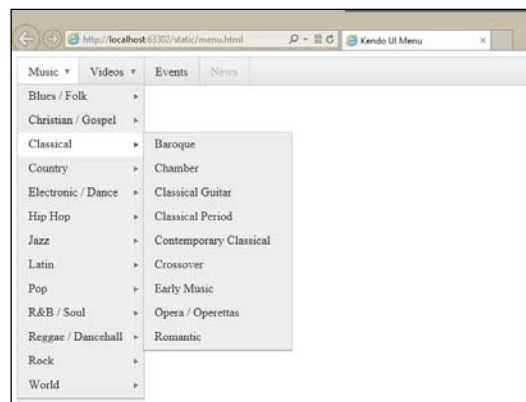 http://localhost:63302/static/menu.html
Kendo UI Menu
Music Videos Events News
Blues / Folk
Christian / Gospel
Classical
Country
Electronic / Dance
Hip Hop
Jazz
Latin
Pop
R&B / Soul
Reggae / Dancehall
Rock
World
Baroque
Chamber
Classical Guitar
Classical Period
Contemporary Classical
Crossover
Early Music
Opera / Operettas
Romantic